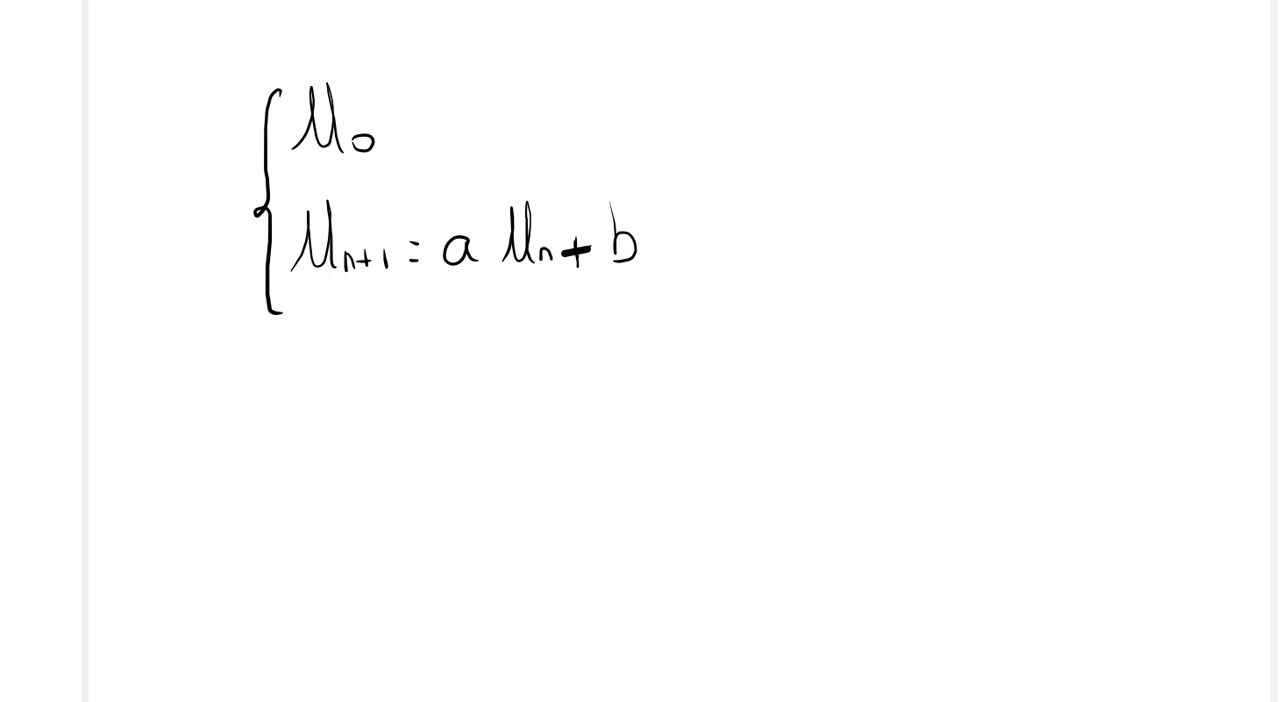 U₀
Uₙ₊₁ = a Uₙ + b